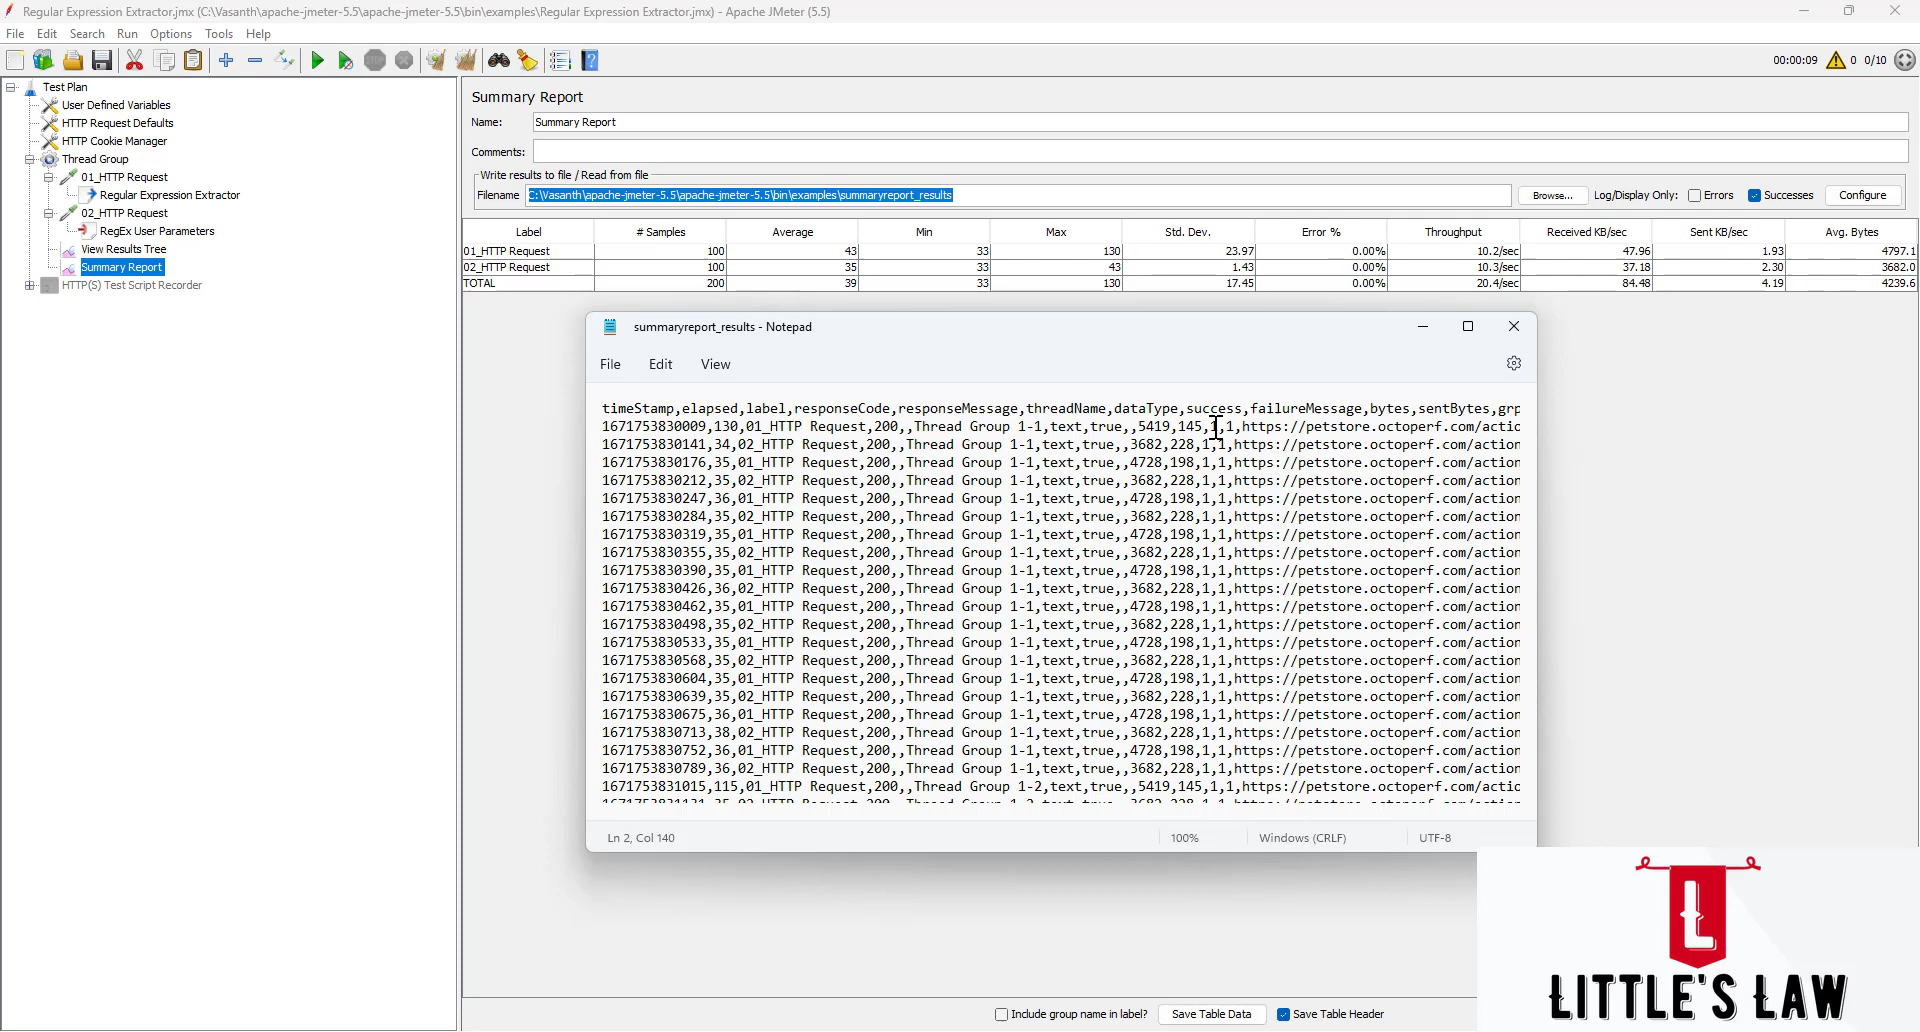 Regular Expression Extractor.jmx (C:\Vasanth\apache-jmeter-5.5\apache-jmeter-5.5\bin\examples\Regular Expression Extractor.jmx) - Apache JMeter (5.5)
File Edit Search Run Options Tools Help
00:00:09 0 0/10
Test Plan
User Defined Variables
HTTP Request Defaults
HTTP Cookie Manager
Thread Group
01_HTTP Request
Regular Expression Extractor
02_HTTP Request
RegEx User Parameters
View Results Tree
Summary Report
HTTP(S) Test Script Recorder
Summary Report
Name: Summary Report
Comments:
Write results to file / Read from file
Filename C:\Vasanth\apache-jmeter-5.5\apache-jmeter-5.5\bin\examples\summaryreport_results Browse... Log/Display Only: Errors Successes Configure
Label # Samples Average Min Max Std. Dev. Error % Throughput Received KB/sec Sent KB/sec Avg. Bytes
01_HTTP Request 100 43 33 130 23.97 0.00% 10.2/sec 47.96 1.93 4797.1
02_HTTP Request 100 35 33 43 1.43 0.00% 10.3/sec 37.18 2.30 3682.0
TOTAL 200 39 33 130 17.45 0.00% 20.4/sec 84.48 4.19 4239.6
summaryreport_results - Notepad
File Edit View
timeStamp,elapsed,label,responseCode,responseMessage,threadName,dataType,success,failureMessage,bytes,sentBytes,grp
1671753830009,130,01_HTTP Request,200,,Thread Group 1-1,text,true,,5419,145,1,1,https://petstore.octoperf.com/actio
1671753830141,34,02_HTTP Request,200,,Thread Group 1-1,text,true,,3682,228,1,1,https://petstore.octoperf.com/action
1671753830176,35,01_HTTP Request,200,,Thread Group 1-1,text,true,,4728,198,1,1,https://petstore.octoperf.com/action
1671753830212,35,02_HTTP Request,200,,Thread Group 1-1,text,true,,3682,228,1,1,https://petstore.octoperf.com/action
1671753830247,36,01_HTTP Request,200,,Thread Group 1-1,text,true,,4728,198,1,1,https://petstore.octoperf.com/action
1671753830284,35,02_HTTP Request,200,,Thread Group 1-1,text,true,,3682,228,1,1,https://petstore.octoperf.com/action
1671753830319,35,01_HTTP Request,200,,Thread Group 1-1,text,true,,4728,198,1,1,https://petstore.octoperf.com/action
1671753830355,35,02_HTTP Request,200,,Thread Group 1-1,text,true,,3682,228,1,1,https://petstore.octoperf.com/action
1671753830390,35,01_HTTP Request,200,,Thread Group 1-1,text,true,,4728,198,1,1,https://petstore.octoperf.com/action
1671753830426,36,02_HTTP Request,200,,Thread Group 1-1,text,true,,3682,228,1,1,https://petstore.octoperf.com/action
1671753830462,35,01_HTTP Request,200,,Thread Group 1-1,text,true,,4728,198,1,1,https://petstore.octoperf.com/action
1671753830498,35,02_HTTP Request,200,,Thread Group 1-1,text,true,,3682,228,1,1,https://petstore.octoperf.com/action
1671753830533,35,01_HTTP Request,200,,Thread Group 1-1,text,true,,4728,198,1,1,https://petstore.octoperf.com/action
1671753830568,35,02_HTTP Request,200,,Thread Group 1-1,text,true,,3682,228,1,1,https://petstore.octoperf.com/action
1671753830604,35,01_HTTP Request,200,,Thread Group 1-1,text,true,,4728,198,1,1,https://petstore.octoperf.com/action
1671753830639,35,02_HTTP Request,200,,Thread Group 1-1,text,true,,3682,228,1,1,https://petstore.octoperf.com/action
1671753830675,36,01_HTTP Request,200,,Thread Group 1-1,text,true,,4728,198,1,1,https://petstore.octoperf.com/action
1671753830713,38,02_HTTP Request,200,,Thread Group 1-1,text,true,,3682,228,1,1,https://petstore.octoperf.com/action
1671753830752,36,01_HTTP Request,200,,Thread Group 1-1,text,true,,4728,198,1,1,https://petstore.octoperf.com/action
1671753830789,36,02_HTTP Request,200,,Thread Group 1-1,text,true,,3682,228,1,1,https://petstore.octoperf.com/action
1671753831015,115,01_HTTP Request,200,,Thread Group 1-2,text,true,,5419,145,1,1,https://petstore.octoperf.com/actio
Ln 2, Col 140 100% Windows (CRLF) UTF-8
Include group name in label? Save Table Data Save Table Header
L
LITTLE'S LAW